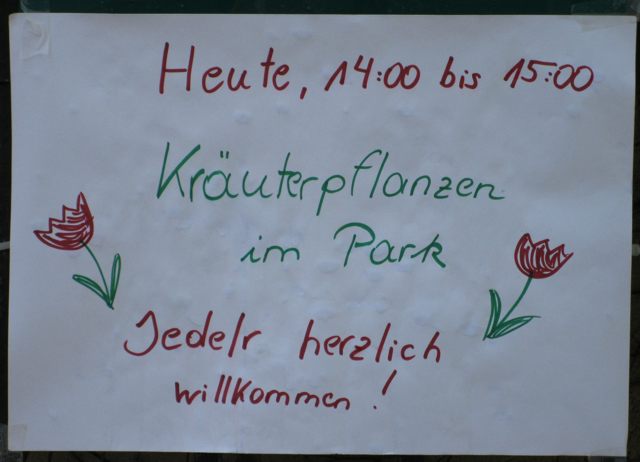 Heute, 14:00 bis 15:00
Kräuterpflanzen
im Park
Jede/r herzlich
willkommen!